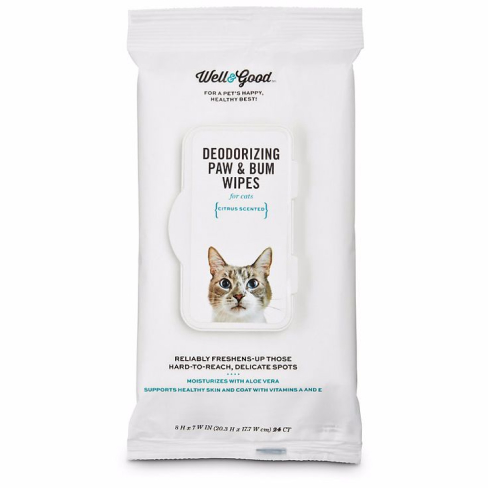 Well&Good™
FOR A PET'S HAPPY,
HEALTHY BEST!
DEODORIZING
PAW & BUM
WIPES
for cats
{CITRUS SCENTED}
RELIABLY FRESHENS-UP THOSE
HARD-TO-REACH, DELICATE SPOTS
MOISTURIZES WITH ALOE VERA
SUPPORTS HEALTHY SKIN AND COAT WITH VITAMINS A AND E
8 H x 7 W IN (20.3 H x 17.7 W cm) 24 CT